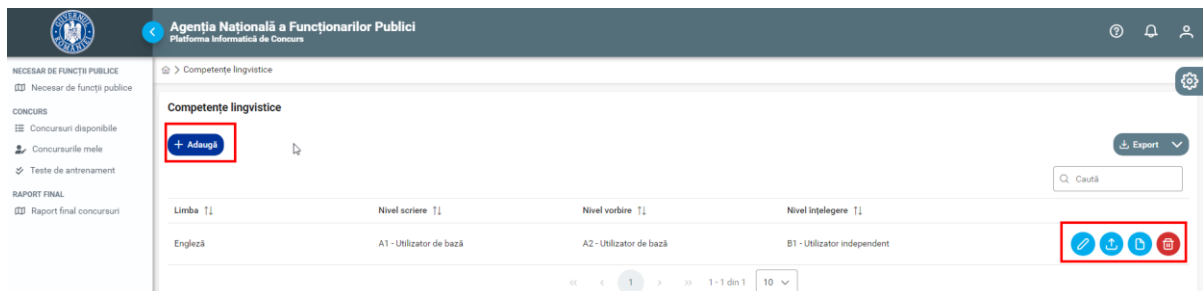 GUVERNUL ROMÂNIEI
Agenția Națională a Funcționarilor Publici
Platforma Informatică de Concurs
NECESAR DE FUNCȚII PUBLICE
Necesar de funcții publice
CONCURS
Concursuri disponibile
Concursurile mele
Teste de antrenament
RAPORT FINAL
Raport final concursuri
> Competențe lingvistice
Competențe lingvistice
+ Adaugă
Export
Caută
Limba Nivel scriere Nivel vorbire Nivel înțelegere
Engleză A1 - Utilizator de bază A2 - Utilizator de bază B1 - Utilizator independent
<< < 1 > >> 1 - 1 din 1 10